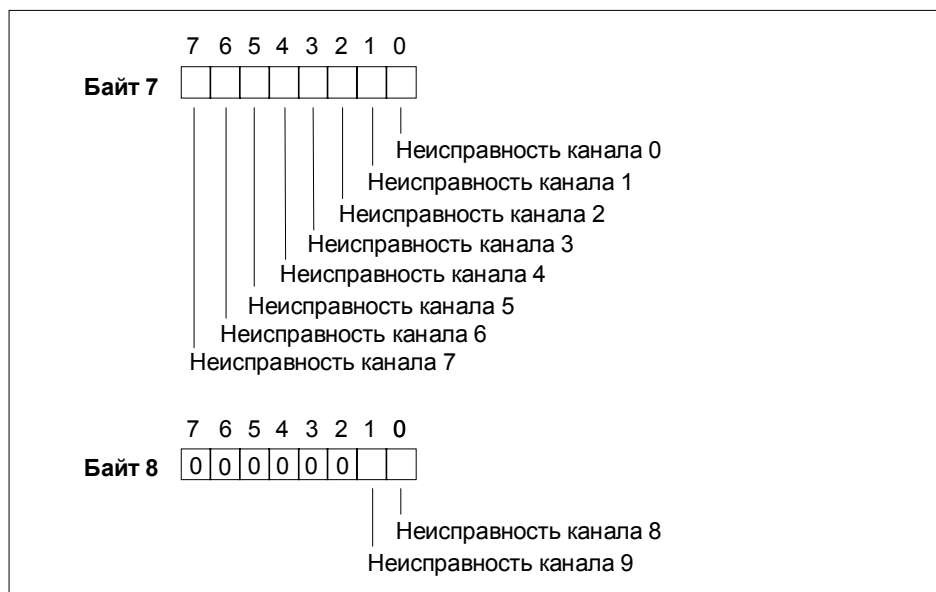 7 6 5 4 3 2 1 0
Байт 7
Неисправность канала 0
Неисправность канала 1
Неисправность канала 2
Неисправность канала 3
Неисправность канала 4
Неисправность канала 5
Неисправность канала 6
Неисправность канала 7
7 6 5 4 3 2 1 0
Байт 8 0 0 0 0 0 0
Неисправность канала 8
Неисправность канала 9